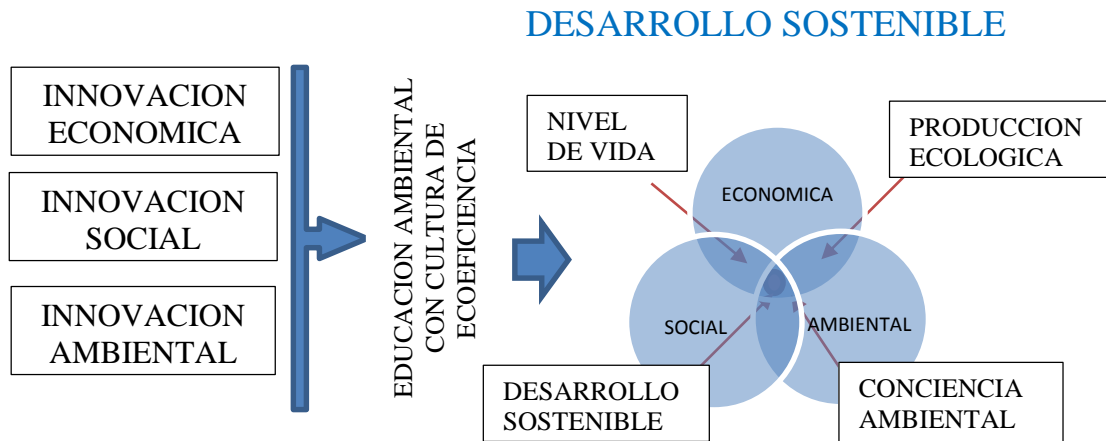 DESARROLLO SOSTENIBLE
INNOVACION
ECONOMICA
INNOVACION
SOCIAL
INNOVACION
AMBIENTAL
EDUCACION AMBIENTAL
CON CULTURA DE
ECOEFICIENCIA
NIVEL
DE VIDA
PRODUCCION
ECOLOGICA
ECONOMICA
SOCIAL
AMBIENTAL
DESARROLLO
SOSTENIBLE
CONCIENCIA
AMBIENTAL